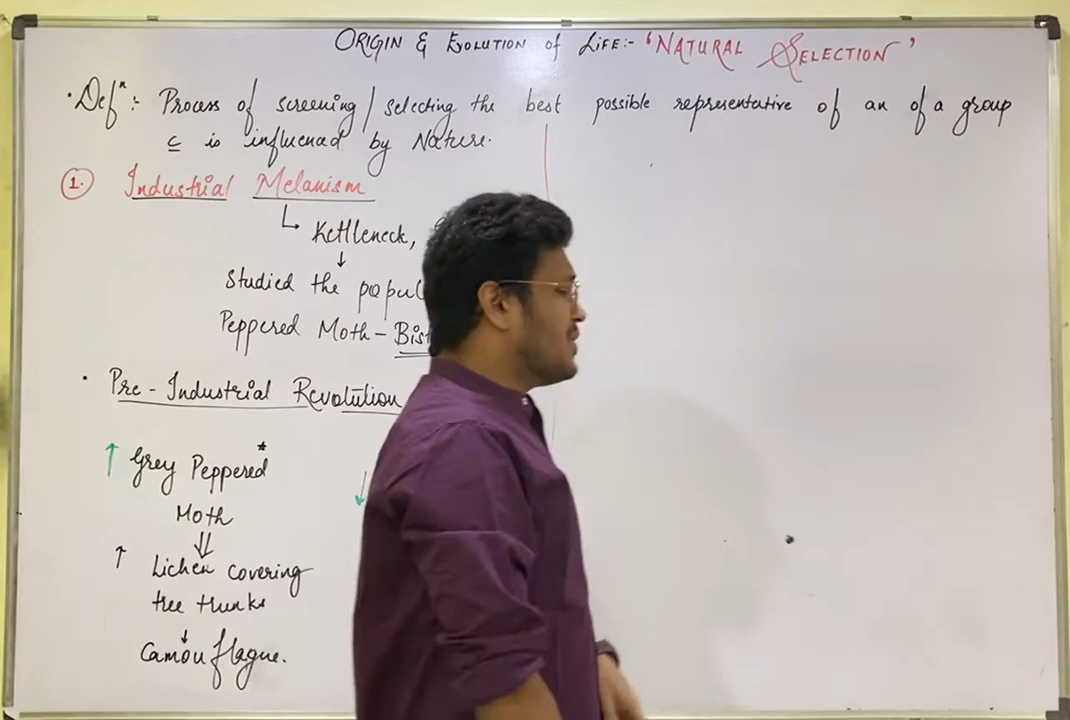 ORIGIN & EVOLUTION of LIFE:- 'NATURAL SELECTION'
• Defⁿ:- Process of screening/selecting the best possible representative of an of a group
c̲ is influenced by Nature.
① Industrial Melanism
↳ Kettleneck,
↓
Studied the popul
Peppered Moth – Bist
• Pre-Industrial Revolution
↑ Grey Peppered* ↓
Moth
⇓
↑ Lichen covering
tree trunks
↓
Camouflague.